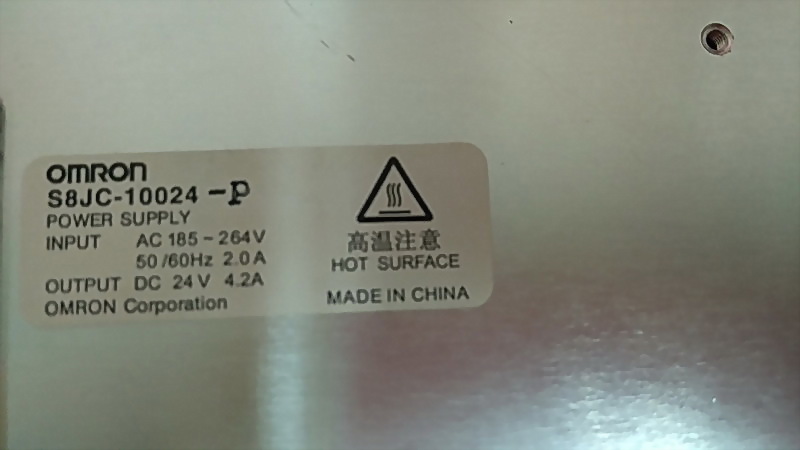 OMRON
S8JC-10024-P
POWER SUPPLY
INPUT AC 185-264V
50/60Hz 2.0A
OUTPUT DC 24V 4.2A
OMRON Corporation
高温注意
HOT SURFACE
MADE IN CHINA